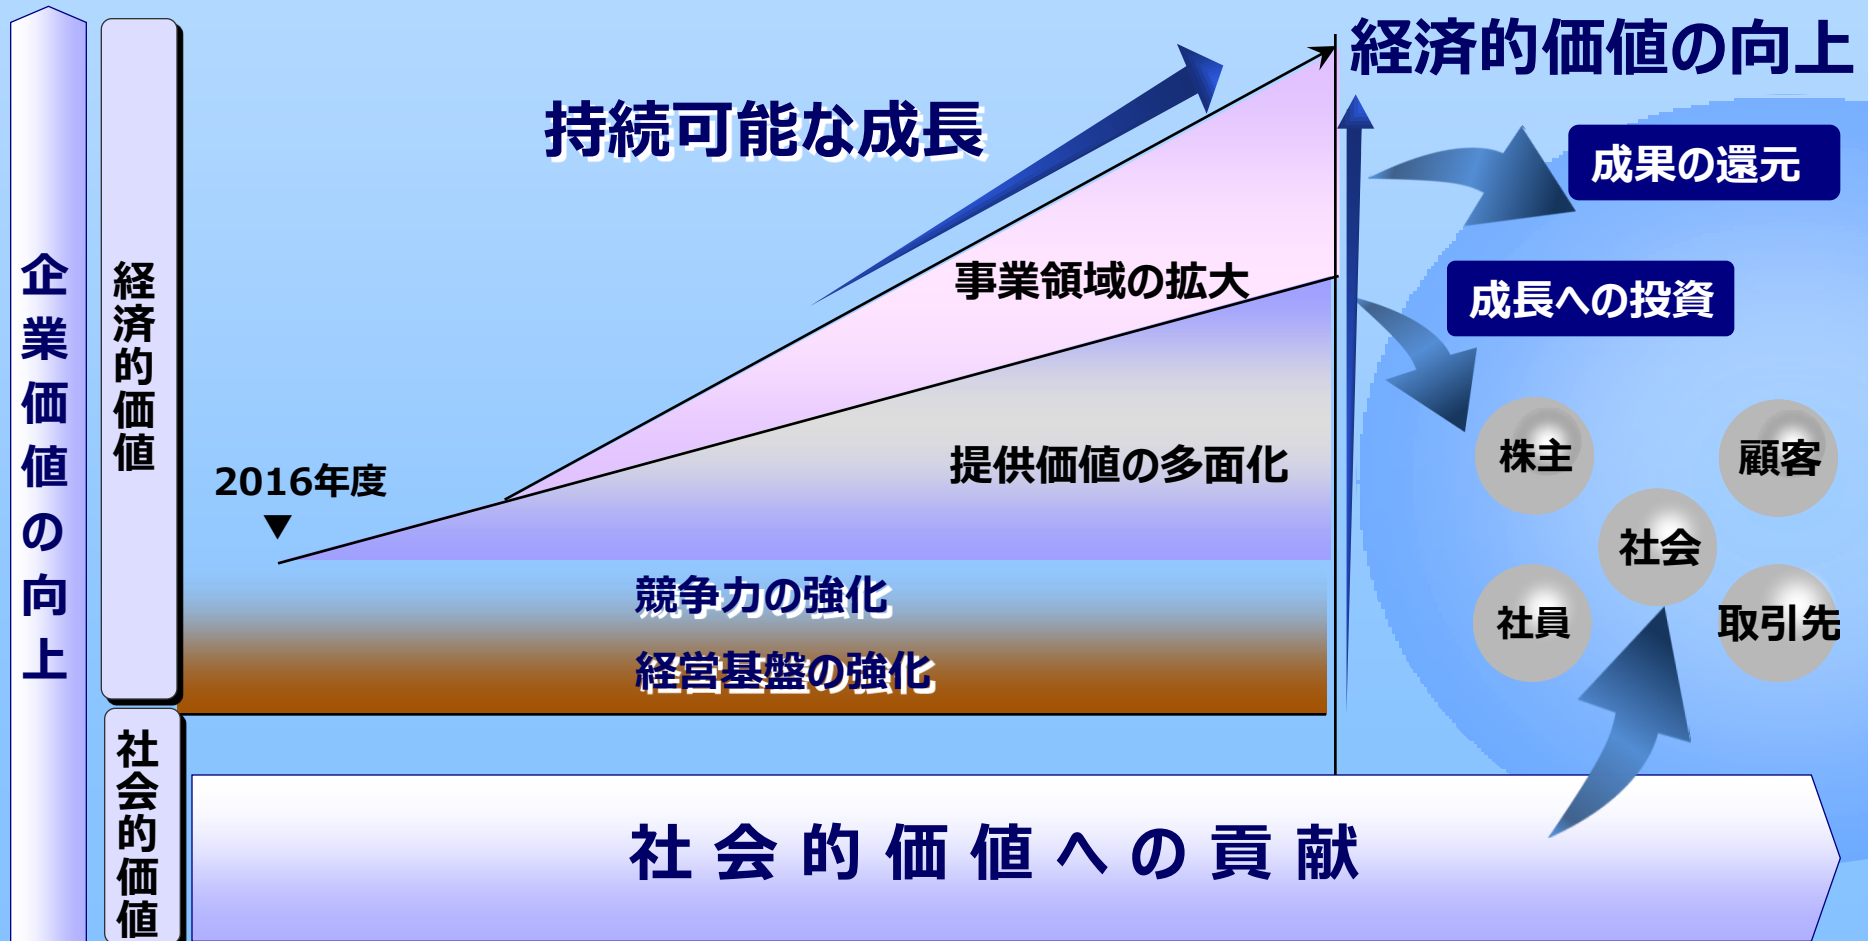 企業価値の向上
経済的価値
社会的価値
経済的価値の向上
持続可能な成長
成果の還元
事業領域の拡大
成長への投資
提供価値の多面化
2016年度
▼
株主
顧客
社会
社員
取引先
競争力の強化
経営基盤の強化
社会的価値への貢献